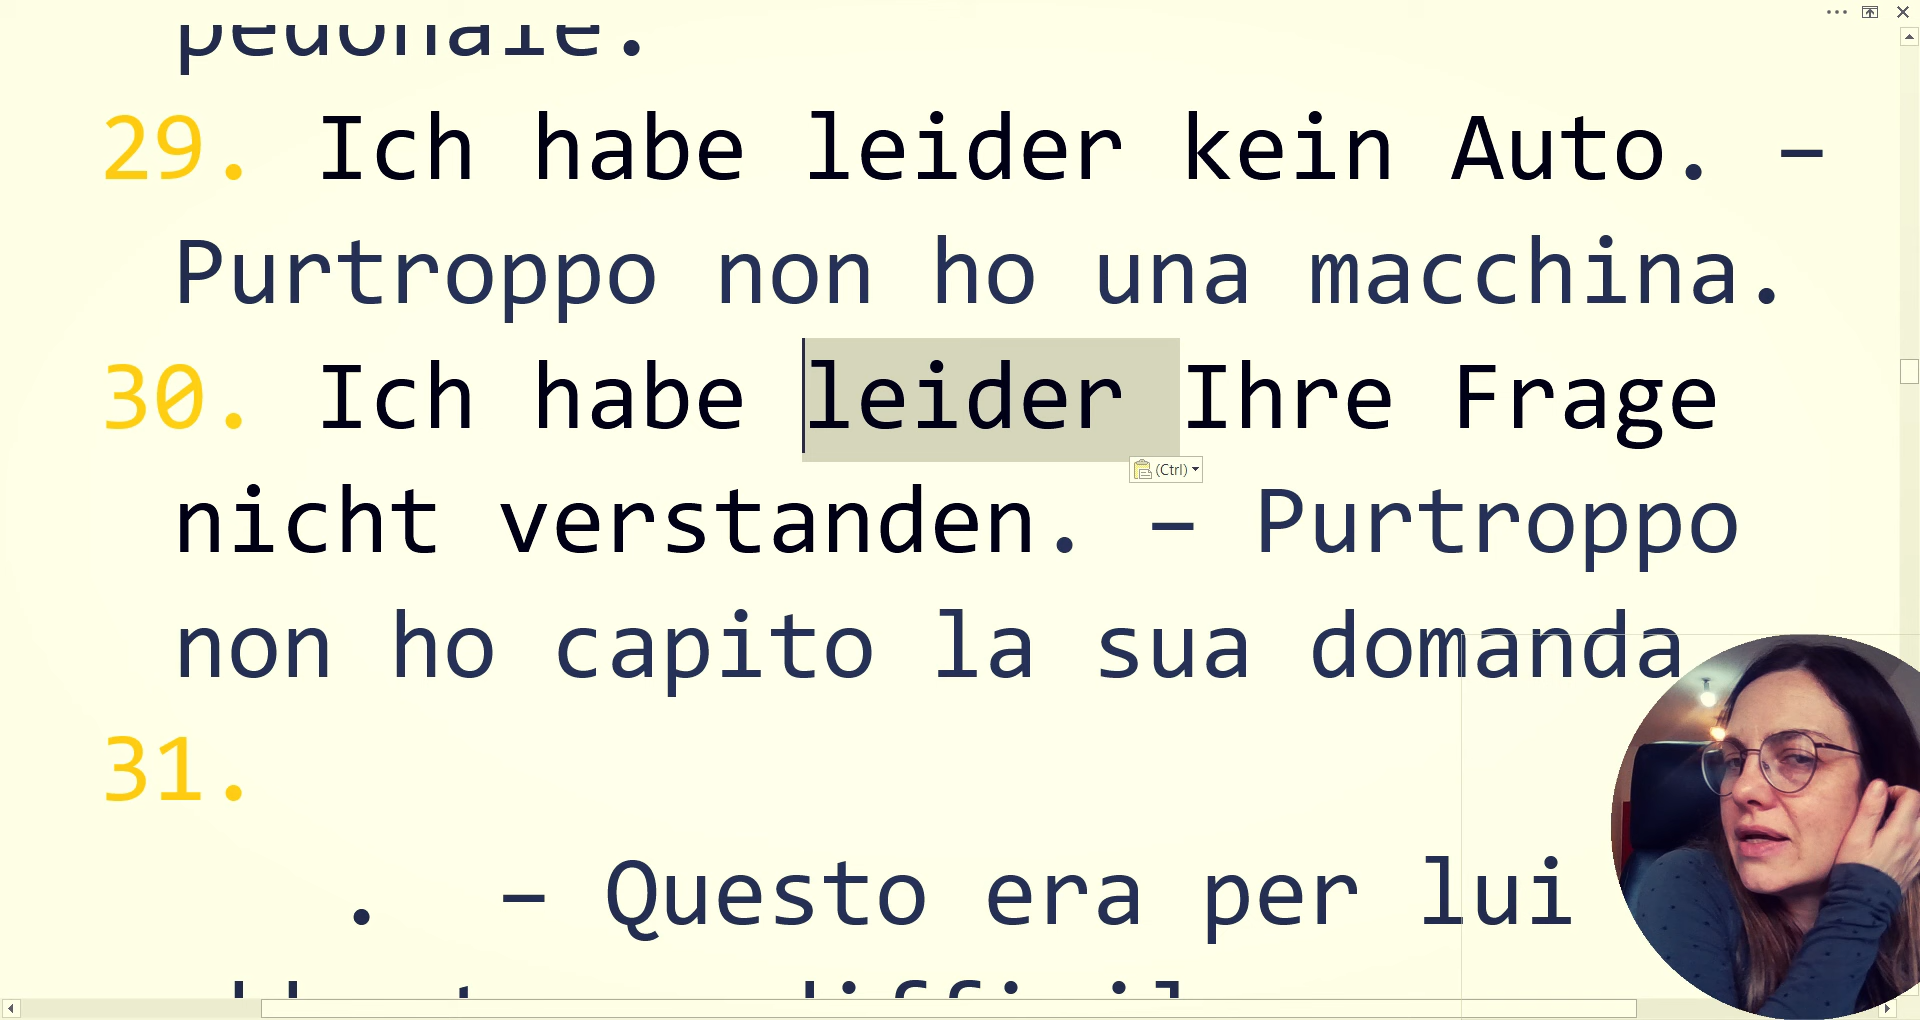 pedonale.
29. Ich habe leider kein Auto. –
Purtroppo non ho una macchina.
30. Ich habe leider Ihre Frage
(Ctrl)
nicht verstanden. – Purtroppo
non ho capito la sua domanda
31.
. – Questo era per lui